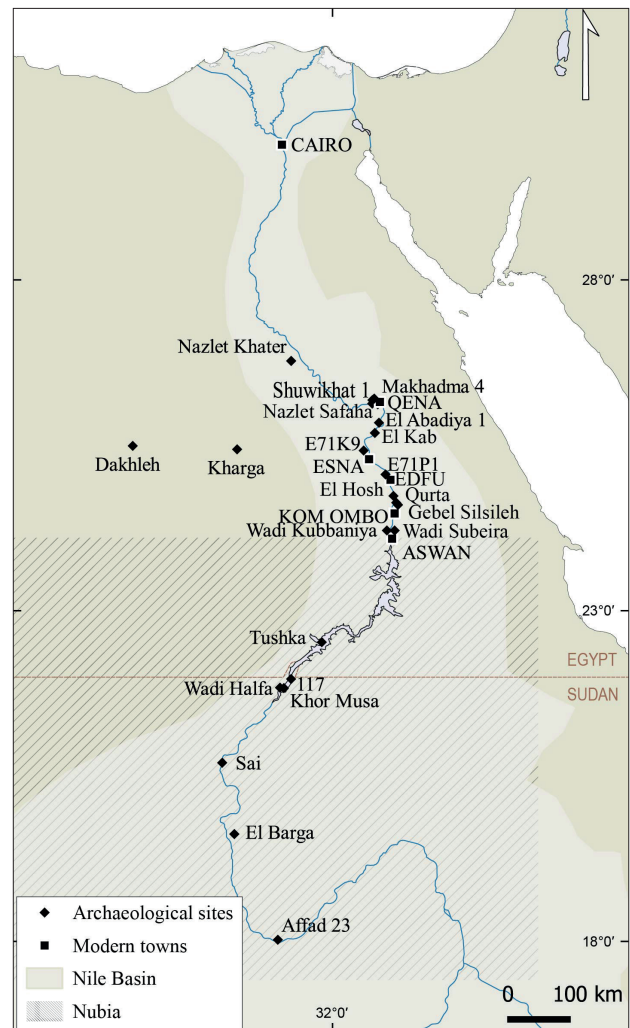 CAIRO
28°0'
Nazlet Khater
Shuwikhat 1
Makhadma 4
Nazlet Safaha
QENA
El Abadiya 1
El Kab
E71K9
Dakhleh
Kharga
ESNA
E71P1
EDFU
El Hosh
Qurta
Gebel Silsileh
KOM OMBO
Wadi Kubbaniya
Wadi Subeira
ASWAN
23°0'
Tushka
EGYPT
SUDAN
117
Wadi Halfa
Khor Musa
Sai
El Barga
Affad 23
18°0'
Archaeological sites
Modern towns
Nile Basin
Nubia
0 100 km
32°0'